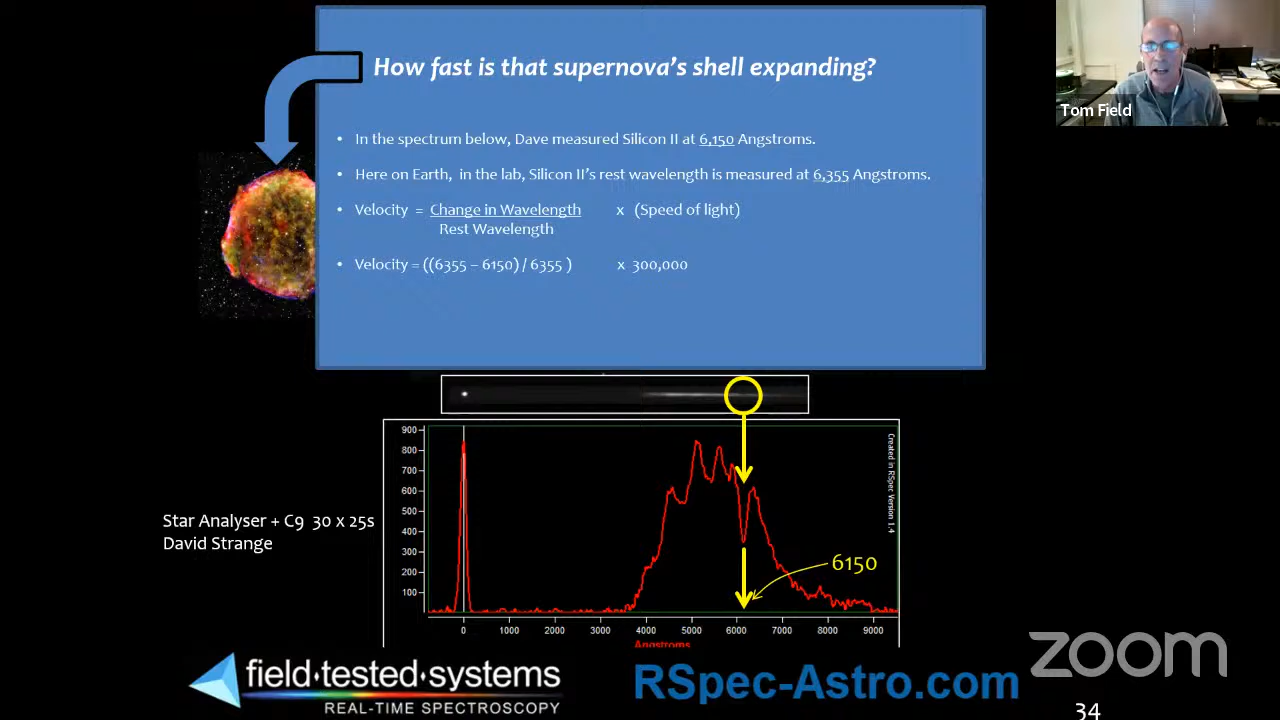 How fast is that supernova's shell expanding?
Tom Field
• In the spectrum below, Dave measured Silicon II at 6,150 Angstroms.
• Here on Earth, in the lab, Silicon II's rest wavelength is measured at 6,355 Angstroms.
• Velocity = Change in Wavelength x (Speed of light)
Rest Wavelength
• Velocity = ((6355 – 6150) / 6355 ) x 300,000
900
800
700
600
500
400
300
200
100
Created in RSpec Version 1.4
Star Analyser + C9 30 x 25s
David Strange
6150
0 1000 2000 3000 4000 5000 6000 7000 8000 9000
Angstroms
field·tested·systems
REAL-TIME SPECTROSCOPY
RSpec-Astro.com
zoom
34